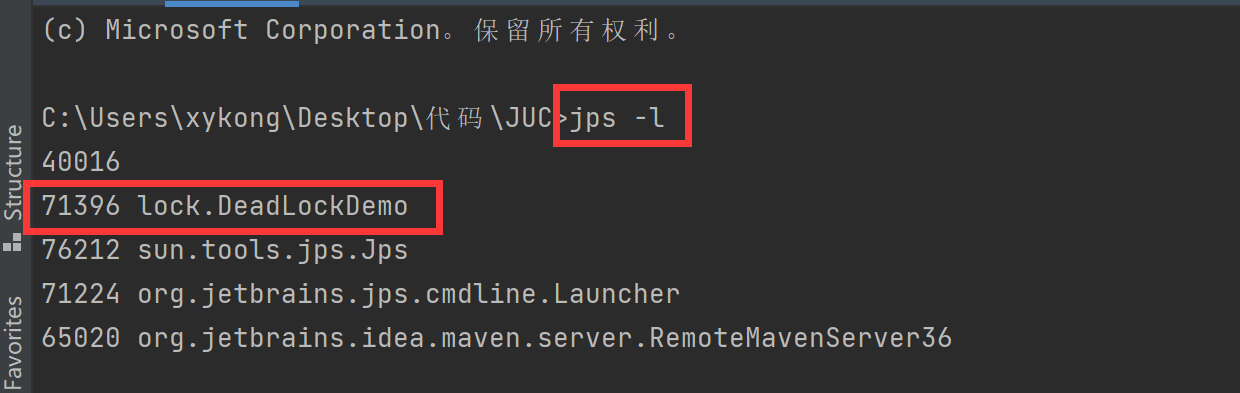 (c) Microsoft Corporation。保留所有权利。
C:\Users\xykong\Desktop\代码\JUC>jps -l
40016
71396 lock.DeadLockDemo
76212 sun.tools.jps.Jps
71224 org.jetbrains.jps.cmdline.Launcher
65020 org.jetbrains.idea.maven.server.RemoteMavenServer36
Structure
Favorites